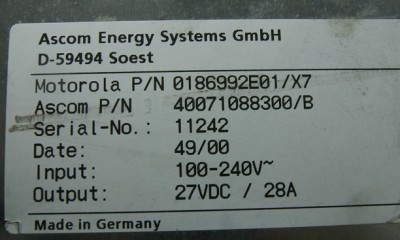 Ascom Energy Systems GmbH
D-59494 Soest
Motorola P/N 0186992E01/X7
Ascom P/N 40071088300/B
Serial-No.: 11242
Date: 49/00
Input: 100-240V~
Output: 27VDC / 28A
Made in Germany